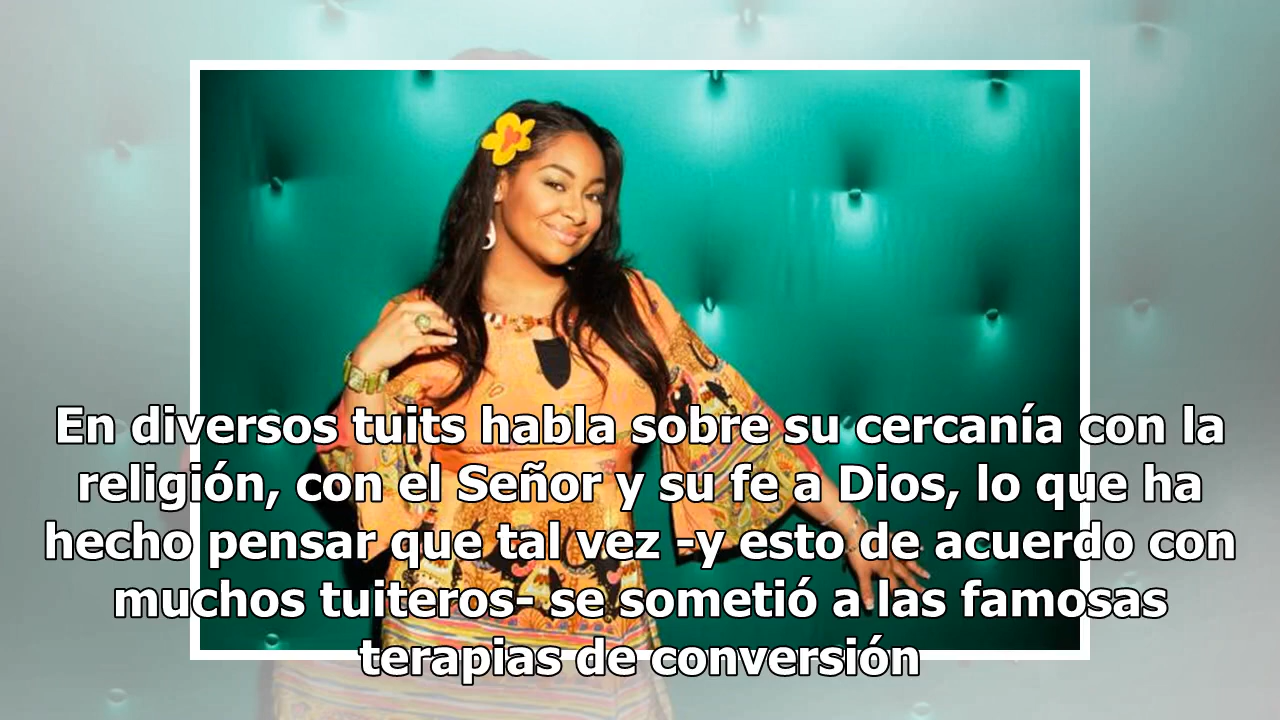 En diversos tuits habla sobre su cercanía con la
religión, con el Señor y su fe a Dios, lo que ha
hecho pensar que tal vez -y esto de acuerdo con
muchos tuiteros- se sometió a las famosas
terapias de conversión